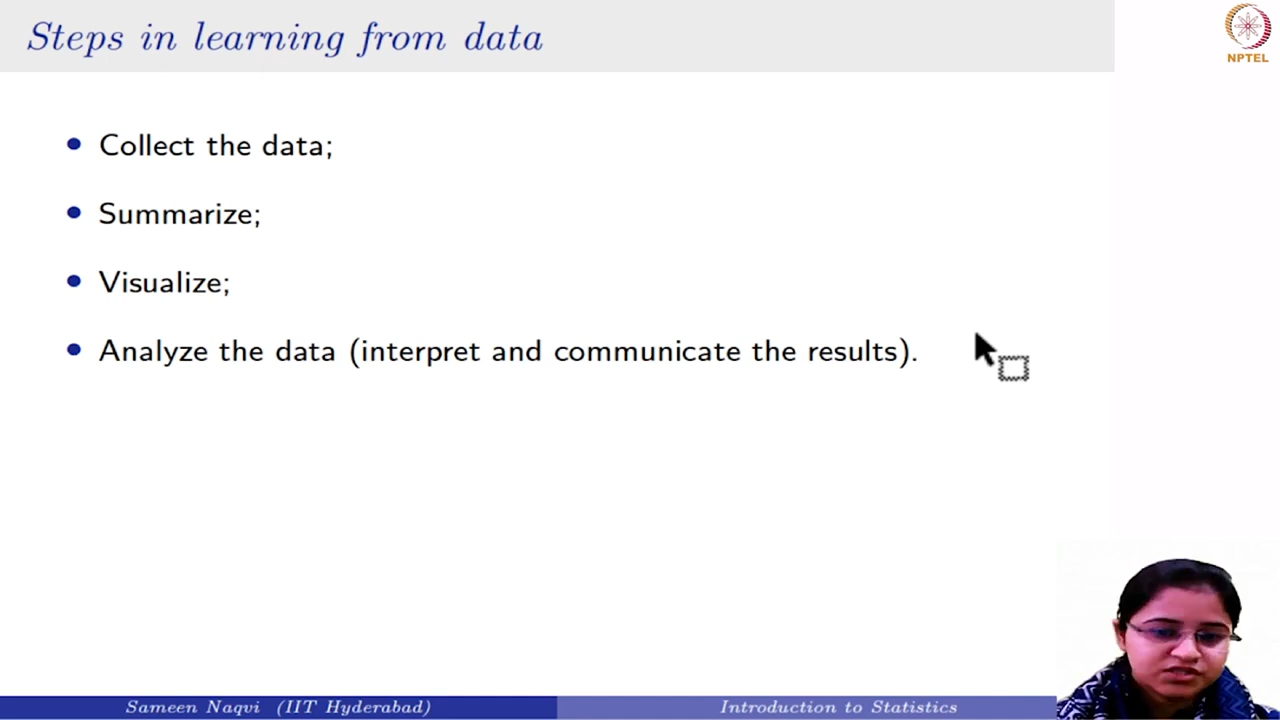 Steps in learning from data
NPTEL
• Collect the data;
• Summarize;
• Visualize;
• Analyze the data (interpret and communicate the results).
Sameen Naqvi (IIT Hyderabad)
Introduction to Statistics